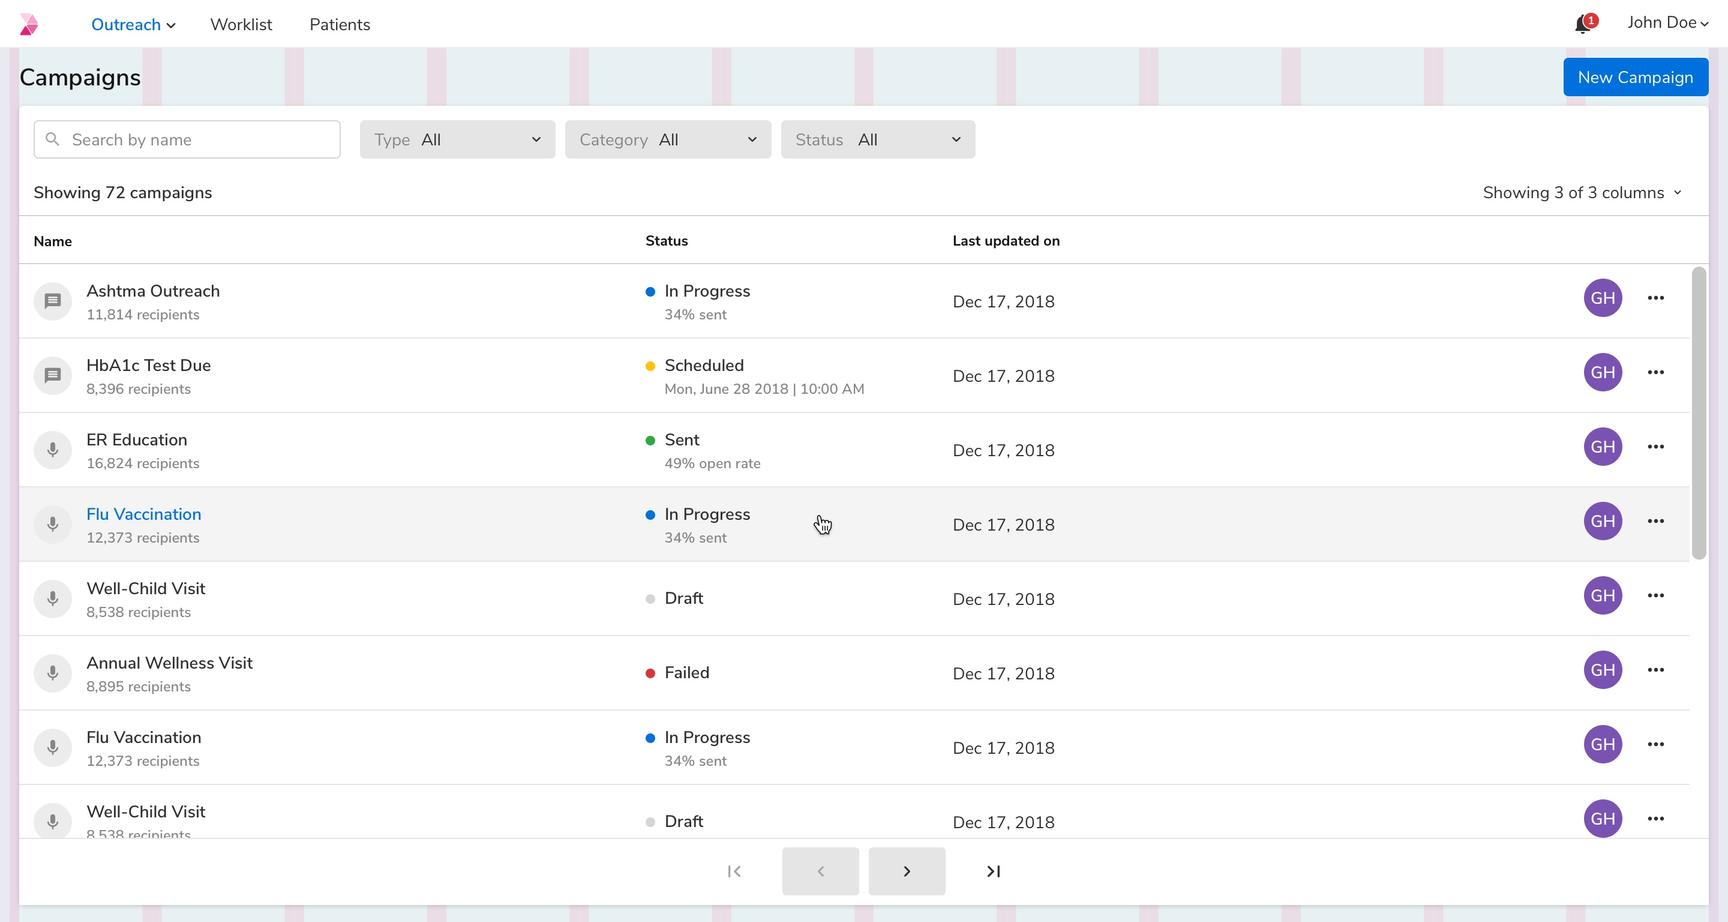 Outreach Worklist Patients 1 John Doe
Campaigns New Campaign
Search by name Type All Category All Status All
Showing 72 campaigns Showing 3 of 3 columns
Name Status Last updated on
Ashtma Outreach In Progress
11,814 recipients 34% sent Dec 17, 2018 GH
HbA1c Test Due Scheduled
8,396 recipients Mon, June 28 2018 | 10:00 AM Dec 17, 2018 GH
ER Education Sent
16,824 recipients 49% open rate Dec 17, 2018 GH
Flu Vaccination In Progress
12,373 recipients 34% sent Dec 17, 2018 GH
Well-Child Visit
8,538 recipients Draft Dec 17, 2018 GH
Annual Wellness Visit
8,895 recipients Failed Dec 17, 2018 GH
Flu Vaccination In Progress
12,373 recipients 34% sent Dec 17, 2018 GH
Well-Child Visit
8,538 recipients Draft Dec 17, 2018 GH